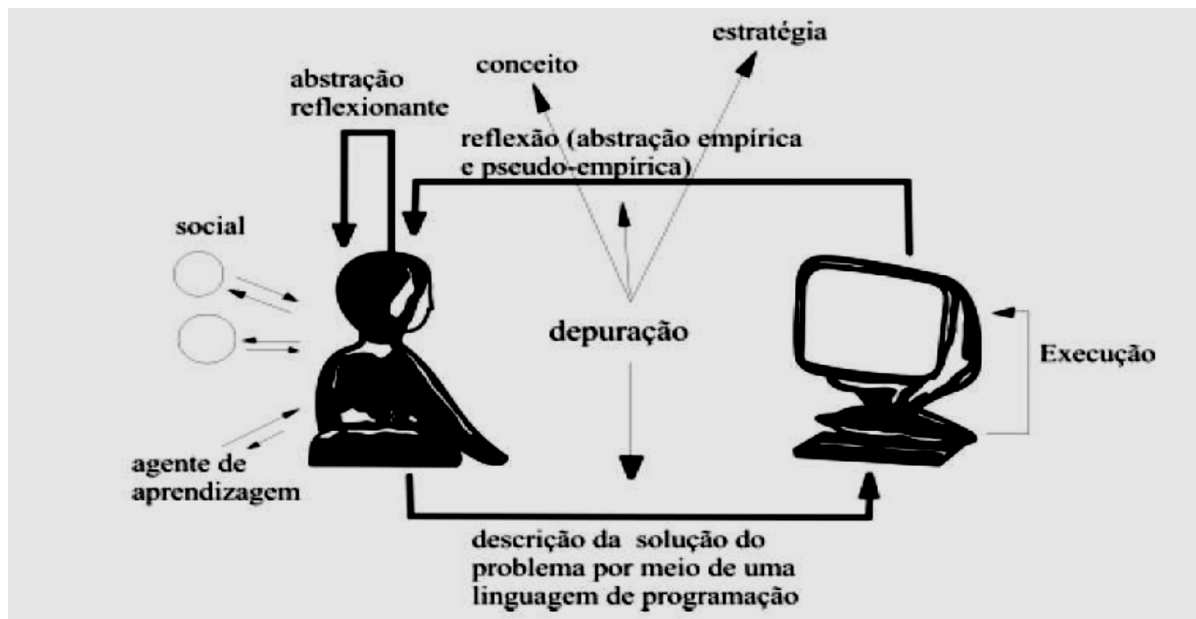 estratégia
conceito
abstração
reflexionante
reflexão (abstração empírica
e pseudo-empírica)
social
depuração
Execução
agente de
aprendizagem
descrição da solução do
problema por meio de uma
linguagem de programação